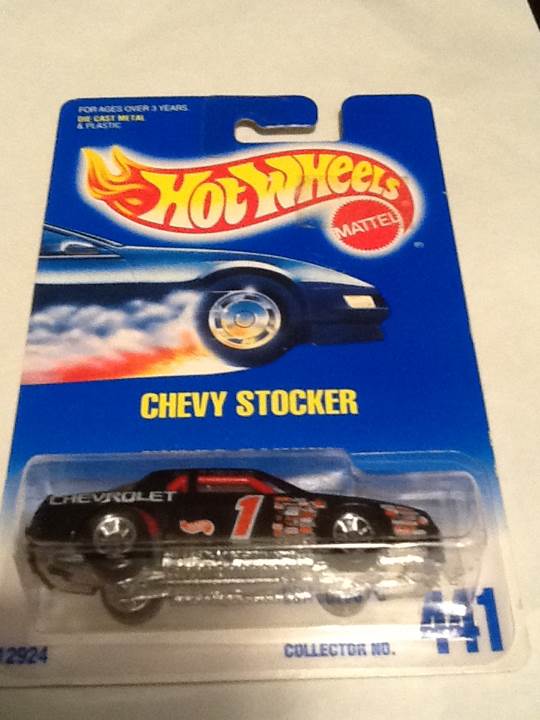 FOR AGES OVER 3 YEARS.
DIE CAST METAL
& PLASTIC
HOT WHEELS
MATTEL
®
CHEVY STOCKER
CHEVROLET
1
12924
COLLECTOR NO.
441